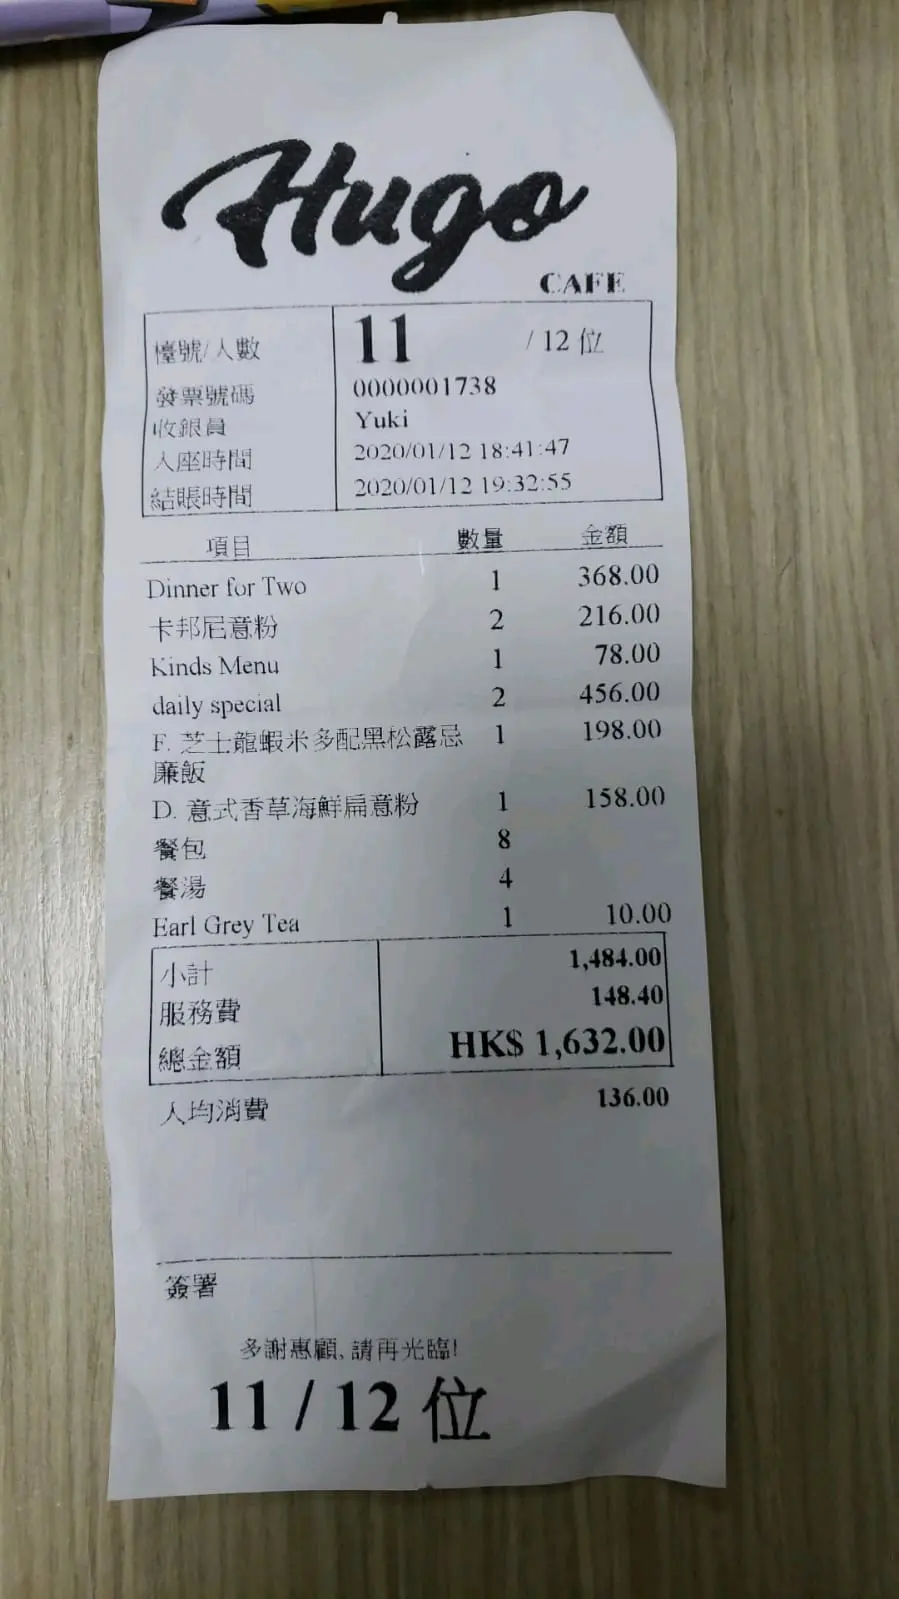 Hugo
CAFE
檯號/人數 11 / 12 位
發票號碼 0000001738
收銀員 Yuki
入座時間 2020/01/12 18:41:47
結賬時間 2020/01/12 19:32:55
項目 數量 金額
Dinner for Two 1 368.00
卡邦尼意粉 2 216.00
Kinds Menu 1 78.00
daily special 2 456.00
F. 芝士龍蝦米多配黑松露忌 1 198.00
廉飯
D. 意式香草海鮮扁意粉 1 158.00
餐包 8
餐湯 4
Earl Grey Tea 1 10.00
小計 1,484.00
服務費 148.40
總金額 HK$ 1,632.00
人均消費 136.00
簽署
多謝惠顧, 請再光臨!
11 / 12 位